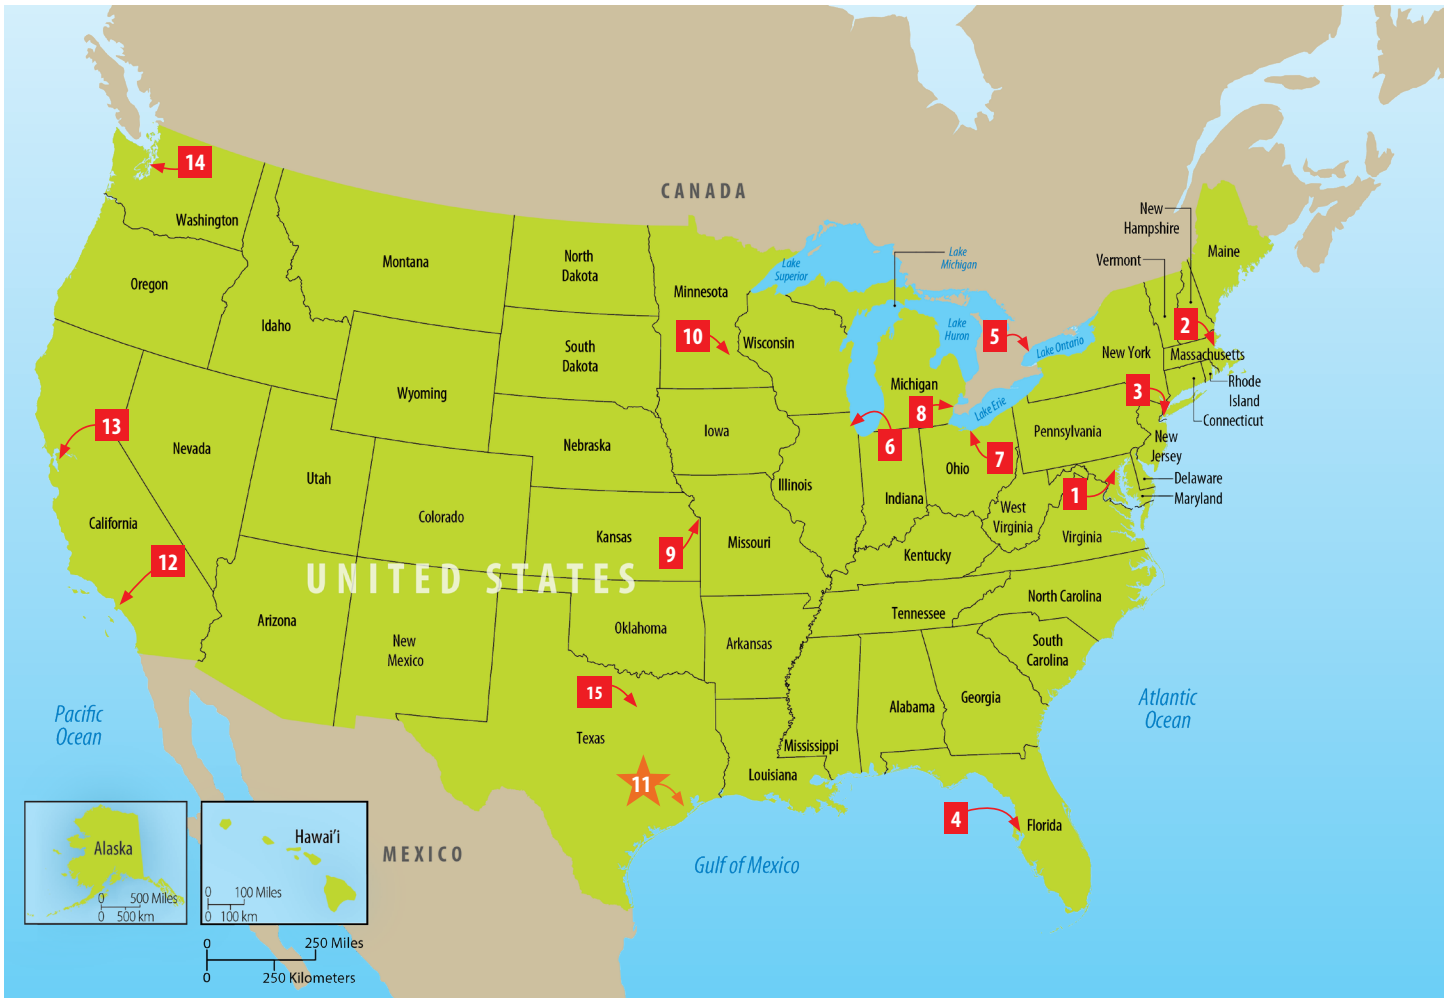 CANADA
14
Washington
Montana
North
Dakota
Minnesota
Lake
Superior
Lake
Michigan
New
Hampshire
Vermont
Maine
Oregon
Idaho
South
Dakota
10
Wisconsin
Lake
Huron
5
Lake Ontario
2
New York
Massachusetts
Rhode
Island
Connecticut
Wyoming
Michigan
8
Lake Erie
3
13
Nevada
Nebraska
Iowa
6
7
Pennsylvania
New
Jersey
Utah
Illinois
Indiana
Ohio
1
Delaware
Maryland
California
Colorado
Kansas
9
Missouri
West
Virginia
Virginia
Kentucky
12
UNITED STATES
North Carolina
Arizona
New
Mexico
Oklahoma
Arkansas
Tennessee
South
Carolina
15
Texas
11
Mississippi
Alabama
Georgia
Louisiana
Pacific
Ocean
Atlantic
Ocean
4
Florida
Gulf of Mexico
MEXICO
Alaska
0 500 Miles
0 500 km
Hawai'i
0 100 Miles
0 100 km
0 250 Miles
0 250 Kilometers